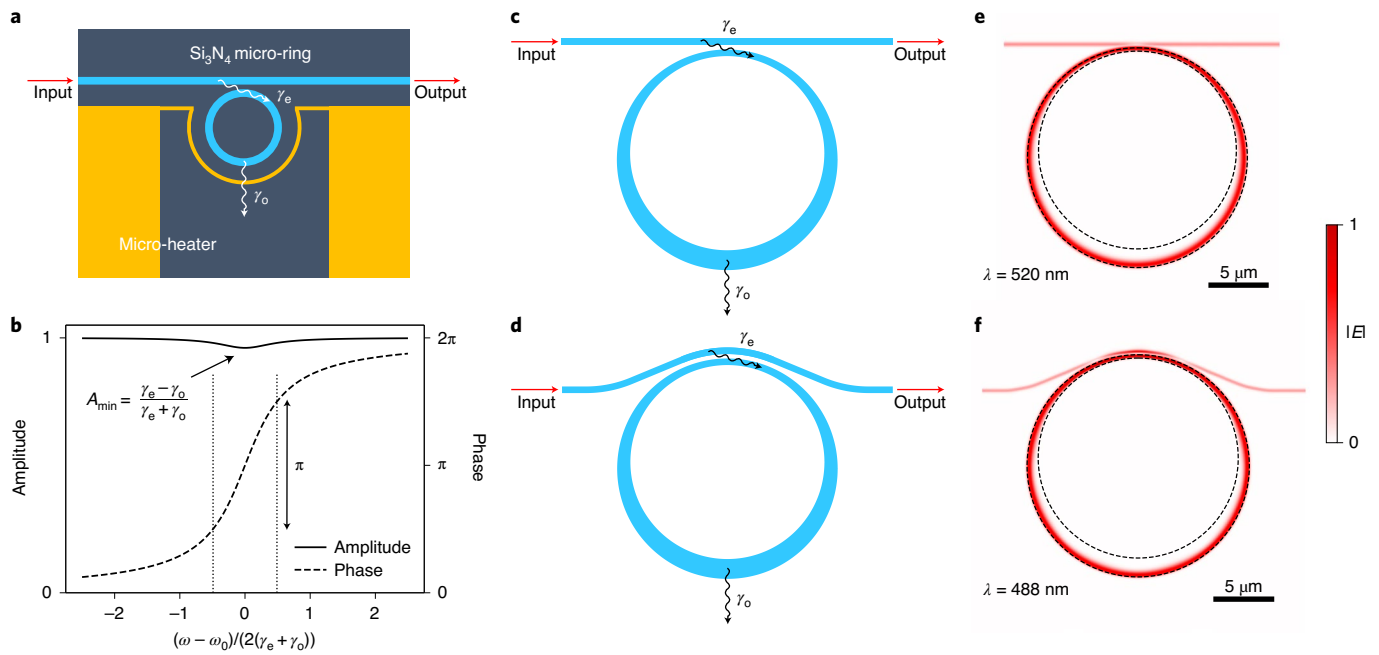 a
Si₃N₄ micro-ring
Input
Output
γe
γo
Micro-heater
b
1
0
Amplitude
2π
π
0
Phase
Amin = γe − γo
γe + γo
π
Amplitude
Phase
−2
−1
0
1
2
(ω − ω₀)/(2(γe + γo))
c
γe
Input
Output
γo
d
γe
Input
Output
γo
e
λ = 520 nm
5 μm
f
λ = 488 nm
5 μm
1
|E|
0